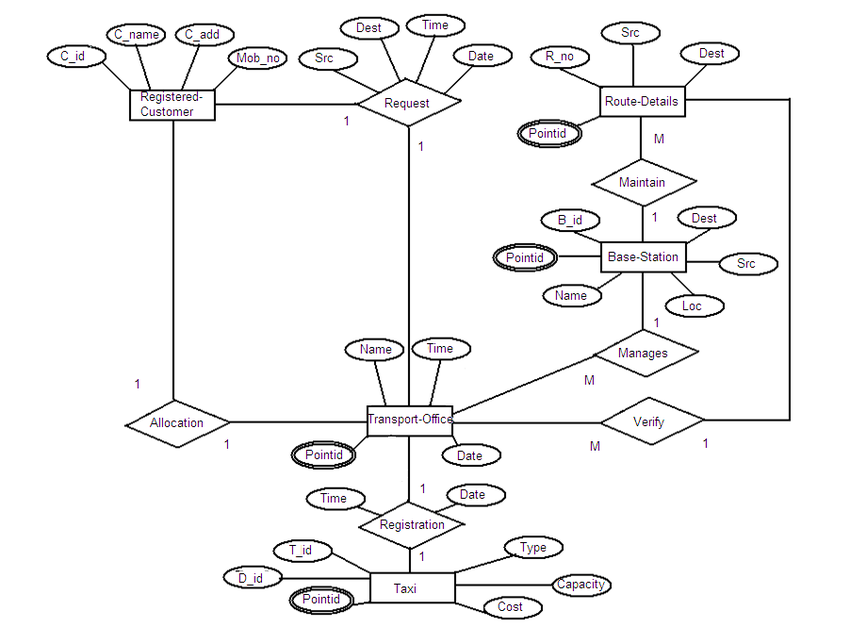 C_id
C_name
C_add
Mob_no
Registered-
Customer
Src
Dest
Time
Date
Request
1
1
R_no
Src
Dest
Route-Details
Pointid
M
Maintain
1
B_id
Dest
Pointid
Base-Station
Src
Name
Loc
1
Manages
M
Name
Time
1
Allocation
1
Transport-Office
Pointid
Date
M
Verify
1
1
Time
Date
Registration
1
T_id
Type
D_id
Taxi
Capacity
Pointid
Cost